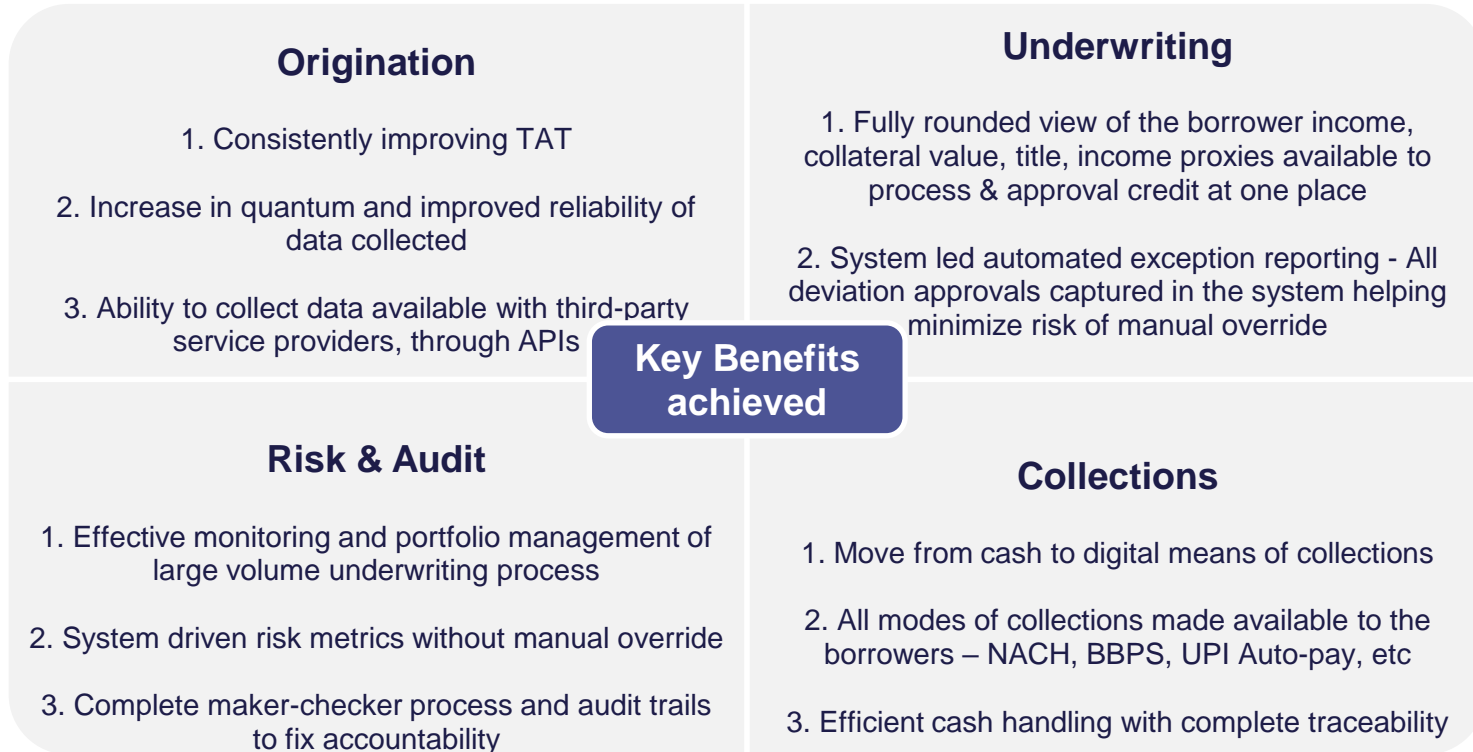 Origination
1. Consistently improving TAT
2. Increase in quantum and improved reliability of
data collected
3. Ability to collect data available with third-party
service providers, through APIs
Underwriting
1. Fully rounded view of the borrower income,
collateral value, title, income proxies available to
process & approval credit at one place
2. System led automated exception reporting - All
deviation approvals captured in the system helping
minimize risk of manual override
Key Benefits
achieved
Risk & Audit
1. Effective monitoring and portfolio management of
large volume underwriting process
2. System driven risk metrics without manual override
3. Complete maker-checker process and audit trails
to fix accountability
Collections
1. Move from cash to digital means of collections
2. All modes of collections made available to the
borrowers – NACH, BBPS, UPI Auto-pay, etc
3. Efficient cash handling with complete traceability